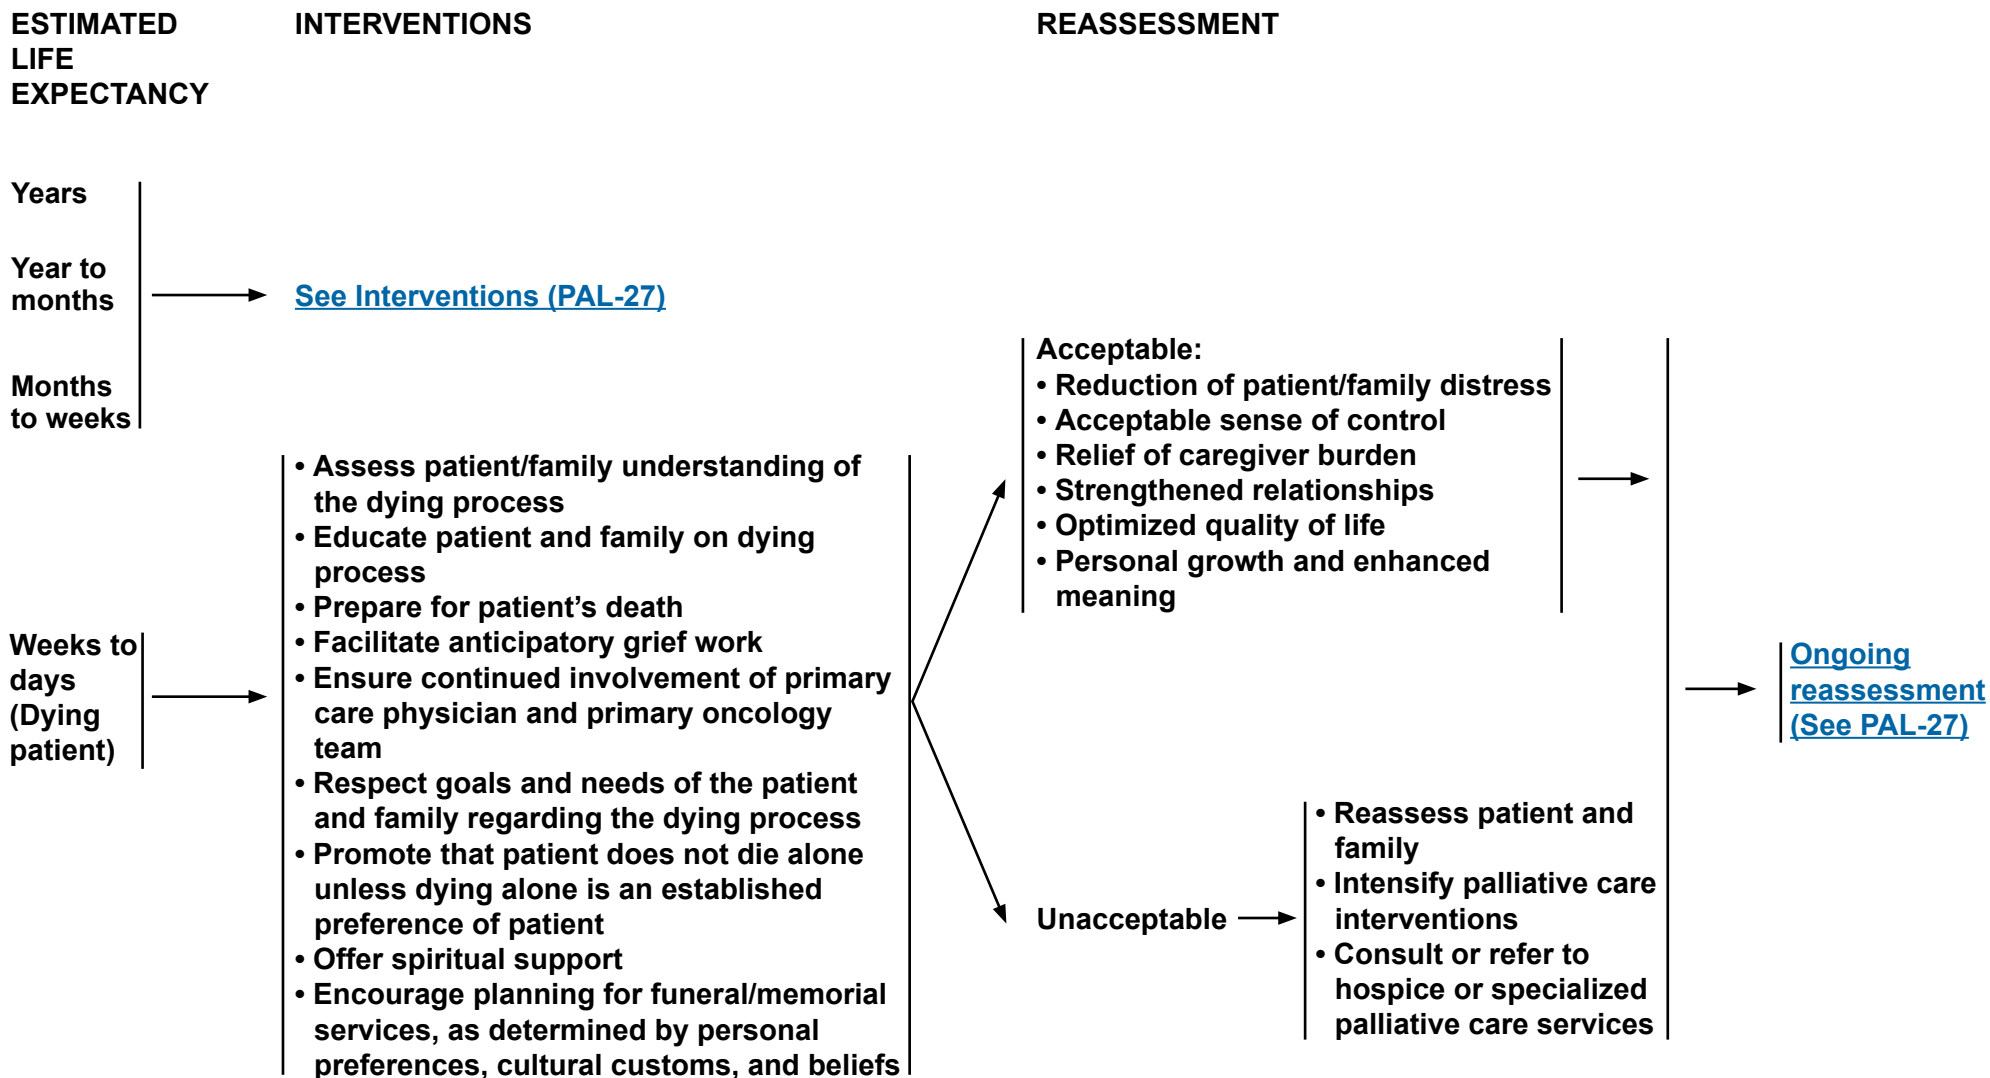 ESTIMATED
LIFE
EXPECTANCY
INTERVENTIONS
REASSESSMENT
Years
Year to
months
Months
to weeks
See Interventions (PAL-27)
Weeks to
days
(Dying
patient)
• Assess patient/family understanding of
the dying process
• Educate patient and family on dying
process
• Prepare for patient’s death
• Facilitate anticipatory grief work
• Ensure continued involvement of primary
care physician and primary oncology
team
• Respect goals and needs of the patient
and family regarding the dying process
• Promote that patient does not die alone
unless dying alone is an established
preference of patient
• Offer spiritual support
• Encourage planning for funeral/memorial
services, as determined by personal
preferences, cultural customs, and beliefs
Acceptable:
• Reduction of patient/family distress
• Acceptable sense of control
• Relief of caregiver burden
• Strengthened relationships
• Optimized quality of life
• Personal growth and enhanced
meaning
Unacceptable
• Reassess patient and
family
• Intensify palliative care
interventions
• Consult or refer to
hospice or specialized
palliative care services
Ongoing
reassessment
(See PAL-27)